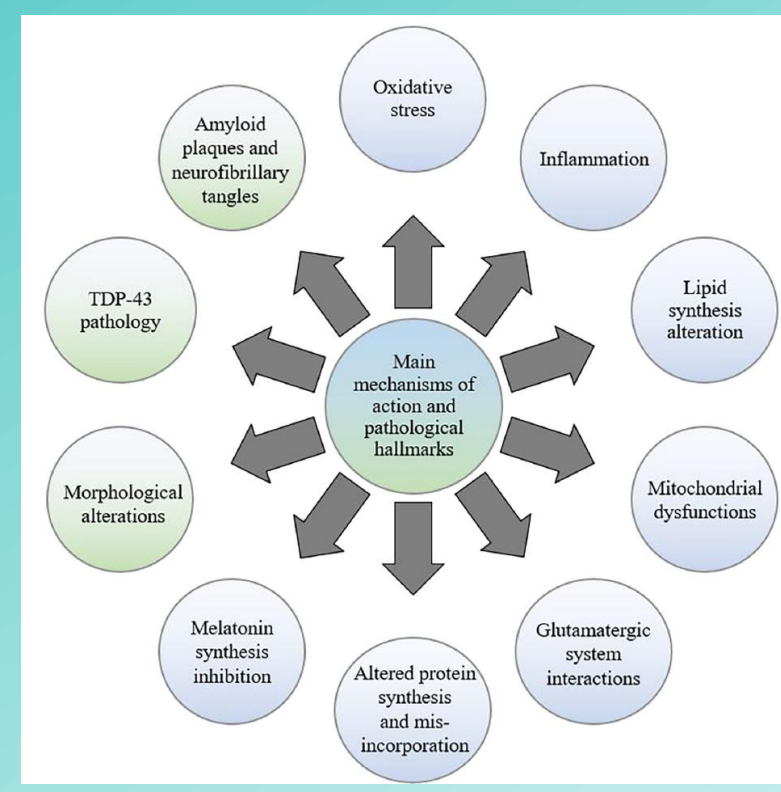 Oxidative
stress
Inflammation
Lipid
synthesis
alteration
Mitochondrial
dysfunctions
Glutamatergic
system
interactions
Altered protein
synthesis
and mis-
incorporation
Melatonin
synthesis
inhibition
Morphological
alterations
TDP-43
pathology
Amyloid
plaques and
neurofibrillary
tangles
Main
mechanisms of
action and
pathological
hallmarks